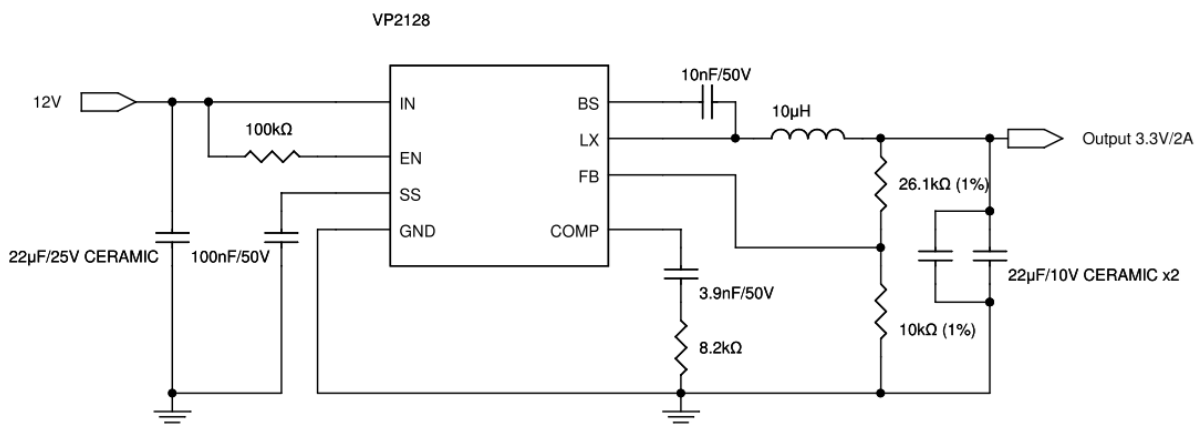 VP2128
12V
IN
BS
10nF/50V
10µH
100kΩ
LX
Output 3.3V/2A
EN
FB
26.1kΩ (1%)
SS
GND
COMP
22µF/25V CERAMIC
100nF/50V
22µF/10V CERAMIC x2
3.9nF/50V
10kΩ (1%)
8.2kΩ